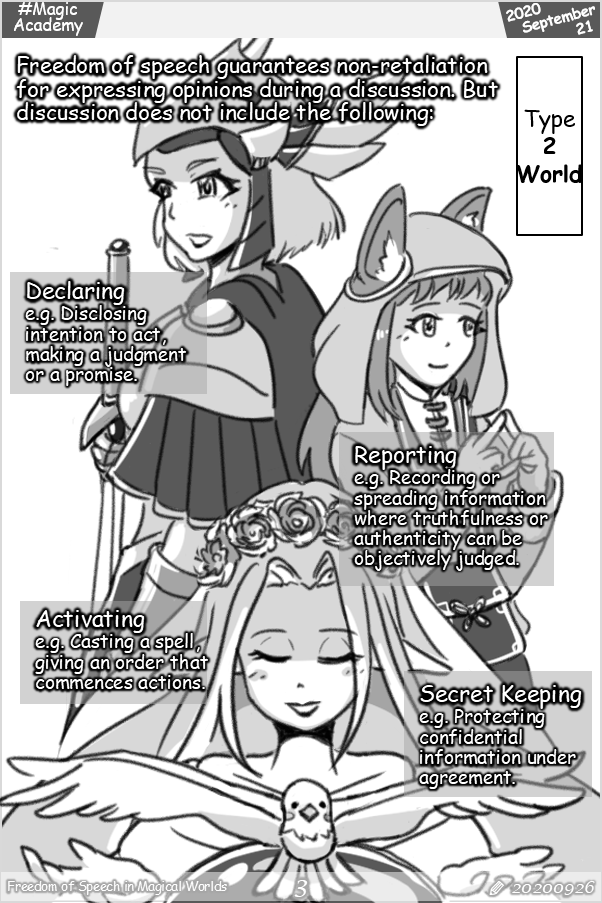 #Magic
Academy
2020
September
21
Freedom of speech guarantees non-retaliation
for expressing opinions during a discussion. But
discussion does not include the following:
Type
2
World
Declaring
e.g. Disclosing
intention to act,
making a judgment
or a promise.
Reporting
e.g. Recording or
spreading information
where truthfulness or
authenticity can be
objectively judged.
Activating
e.g. Casting a spell,
giving an order that
commences actions.
Secret Keeping
e.g. Protecting
confidential
information under
agreement.
Freedom of Speech in Magical Worlds
3
20200926